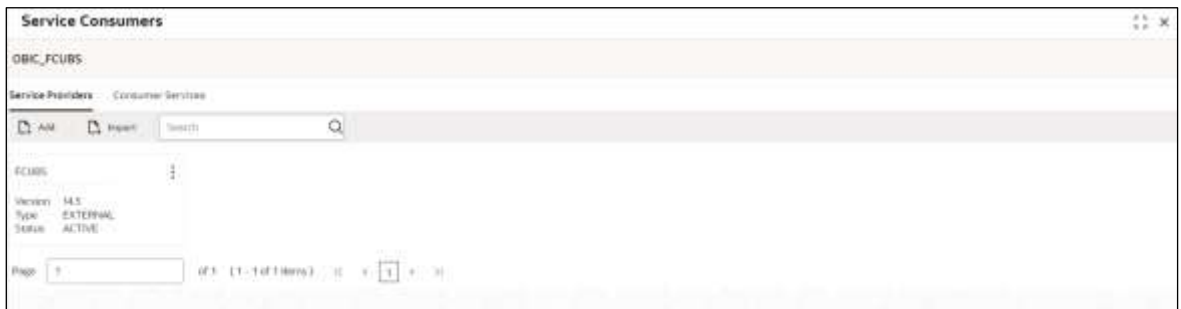 Service Consumers
OBIC_FCUBS
Service Providers Consumer Services
Add Import Search
FCUBS
Version 14.5
Type EXTERNAL
Status ACTIVE
Page 1 of 1 (1 - 1 of 1 items) 1